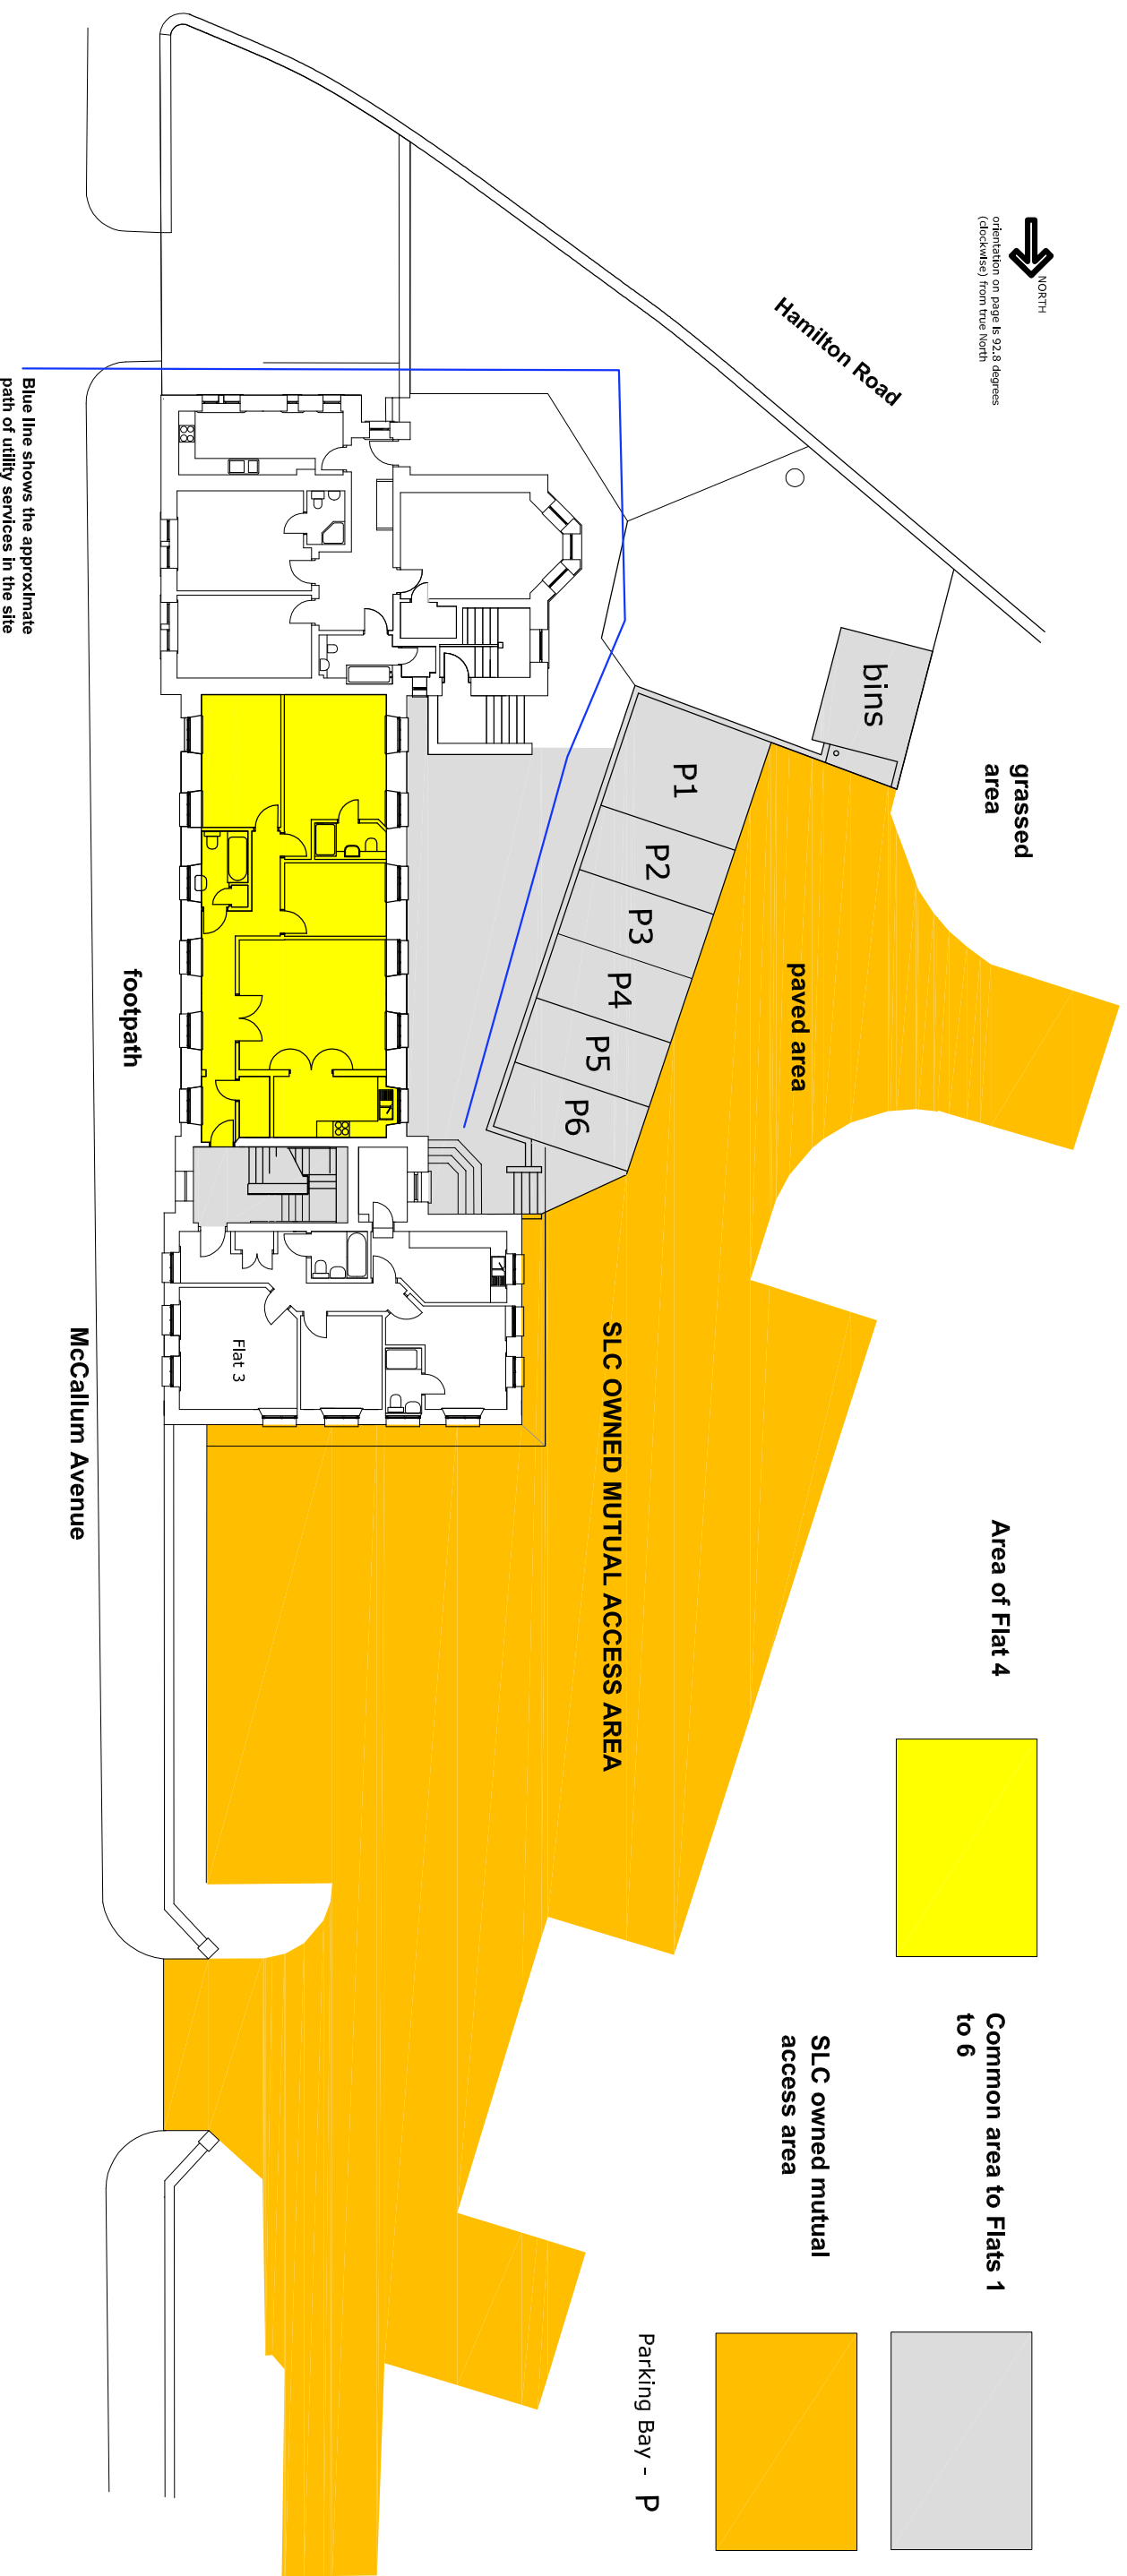 NORTH
orientation on page is 92.8 degrees
(clockwise) from true North
Hamilton Road
bins
grassed
area
P1
P2
P3
P4
P5
P6
paved area
Blue line shows the approximate
path of utility services in the site
footpath
McCallum Avenue
Flat 3
SLC OWNED MUTUAL ACCESS AREA
Area of Flat 4
Common area to Flats 1
to 6
SLC owned mutual
access area
Parking Bay - P